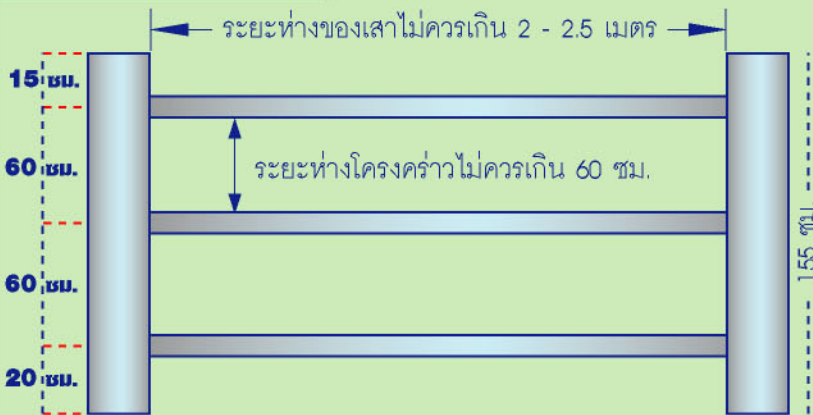 ระยะห่างของเสาไม่ควรเกิน 2 - 2.5 เมตร
15 ซม.
60 ซม.
ระยะห่างโครงคร่าวไม่ควรเกิน 60 ซม.
155 ซม
60 ซม.
20 ซม.